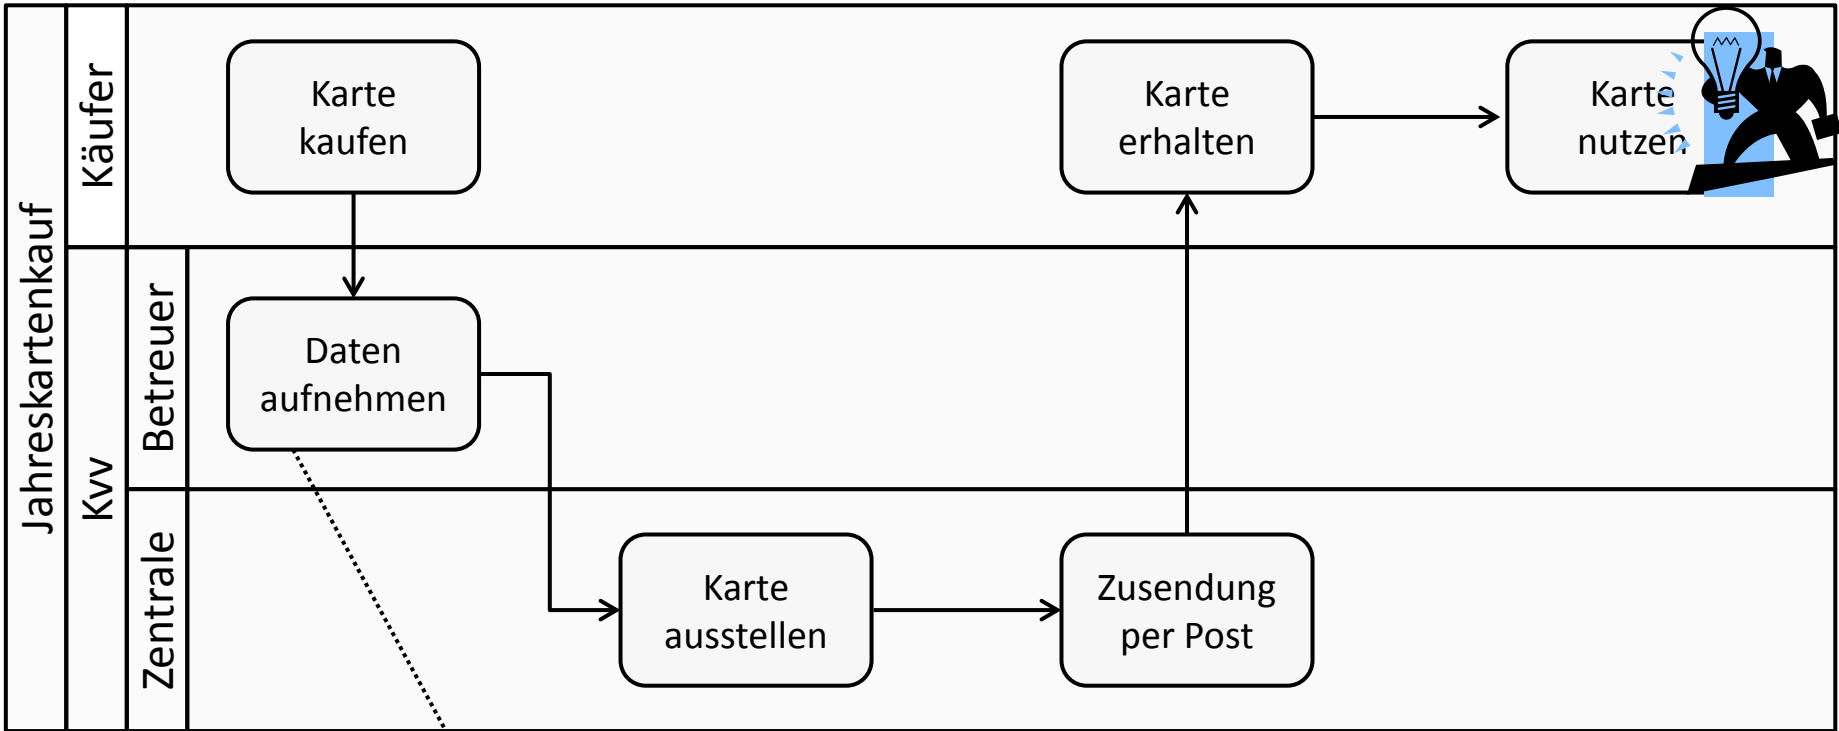 Jahreskartenkauf
Käufer
Karte
kaufen
Karte
erhalten
Karte
nutzen
Kvv
Betreuer
Daten
aufnehmen
Zentrale
Karte
ausstellen
Zusendung
per Post